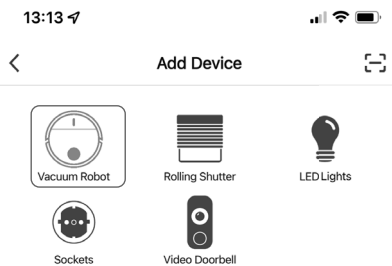 13:13
Add Device
Vacuum Robot Rolling Shutter LED Lights
Sockets Video Doorbell